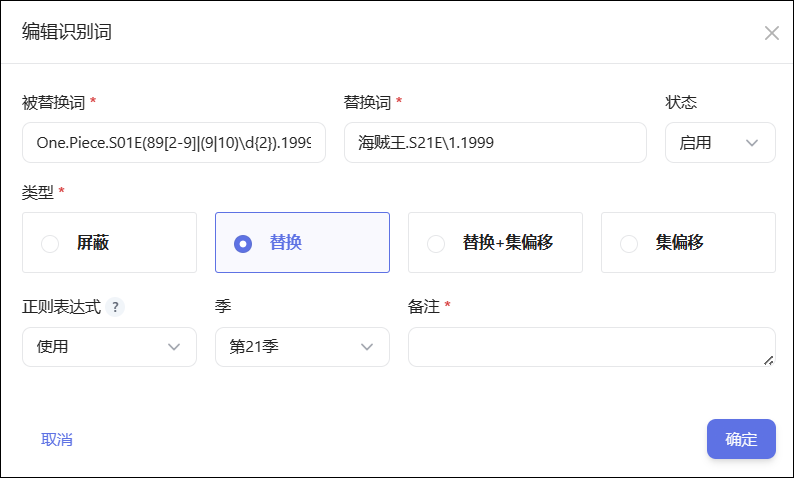 编辑识别词
被替换词 * 替换词 * 状态
One.Piece.S01E(89[2-9]|(9|10)\d{2}).1999 海贼王.S21E\1.1999 启用
类型 *
屏蔽 替换 替换+集偏移 集偏移
正则表达式 ? 季 备注 *
使用 第21季
取消 确定